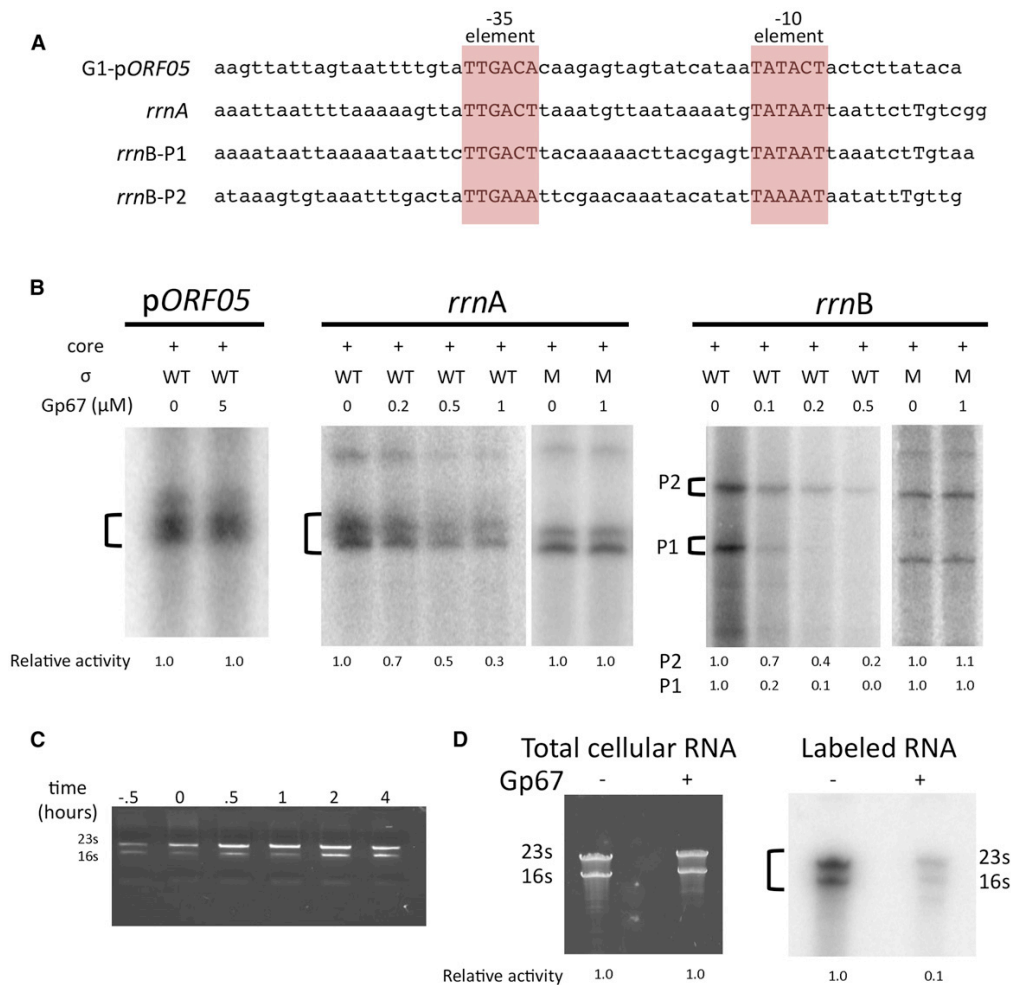 A
-35
element
-10
element
G1-pORF05 aagttattagtaattttgtaTTGACAcaagagtagtatcataaTATACTactcttataca
rrnA aaattaattttaaaaagttaTTGACTtaaatgttaataaaatgTATAATtaattctTgtcgg
rrnB-P1 aaaataattaaaaataattcTTGACTtacaaaaacttacgagtTATAATtaaatctTgtaa
rrnB-P2 ataaagtgtaaatttgactaTTGAAAttcgaacaaatacatatTAAAATaatattTgttg
B
pORF05 rrnA rrnB
core + + + + + + + + + + + + + +
σ WT WT WT WT WT WT M M WT WT WT WT M M
Gp67 (μM) 0 5 0 0.2 0.5 1 0 1 0 0.1 0.2 0.5 0 1
P2
P1
Relative activity 1.0 1.0 1.0 0.7 0.5 0.3 1.0 1.0 P2 1.0 0.7 0.4 0.2 1.0 1.1
P1 1.0 0.2 0.1 0.0 1.0 1.0
C
time
(hours) -.5 0 .5 1 2 4
23s
16s
D
Total cellular RNA Labeled RNA
Gp67 - + - +
23s 23s
16s 16s
Relative activity 1.0 1.0 1.0 0.1